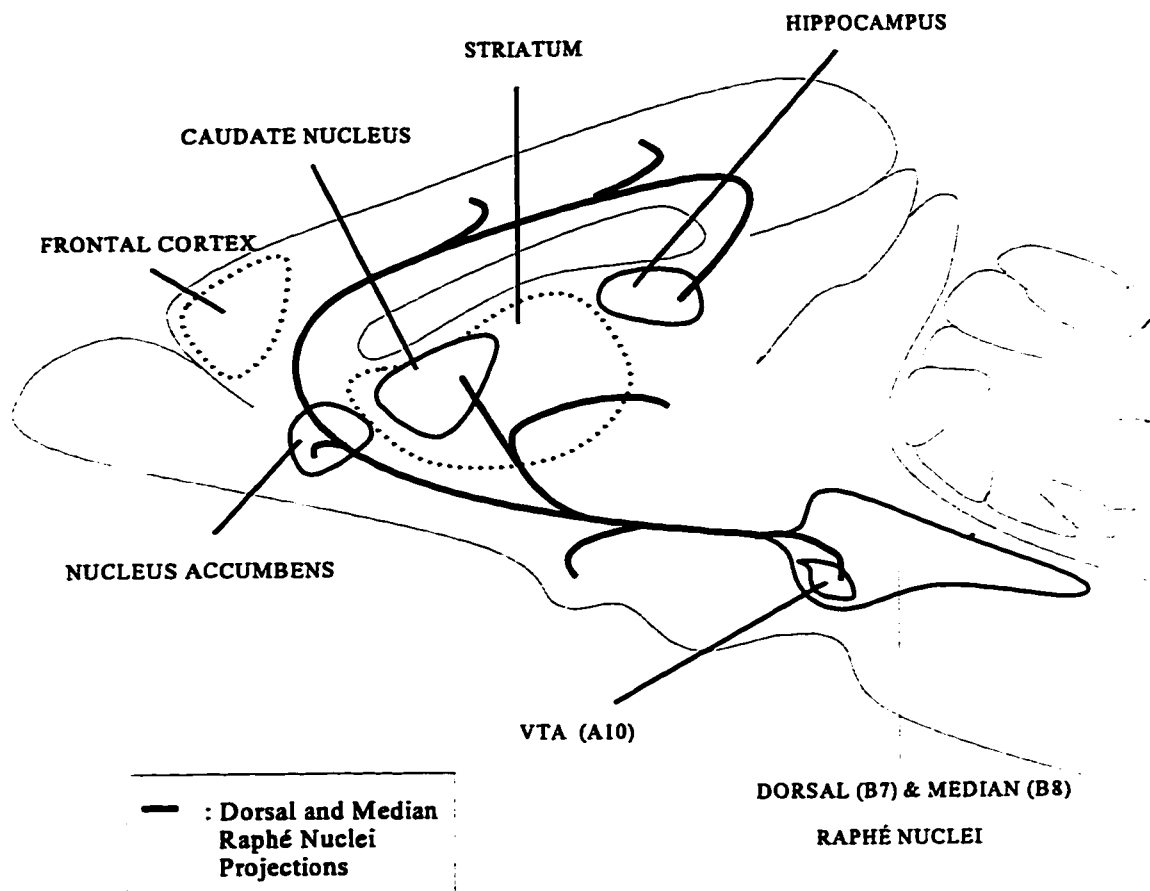 HIPPOCAMPUS
STRIATUM
CAUDATE NUCLEUS
FRONTAL CORTEX
NUCLEUS ACCUMBENS
VTA (A10)
DORSAL (B7) & MEDIAN (B8)
RAPHÉ NUCLEI
: Dorsal and Median
Raphé Nuclei
Projections